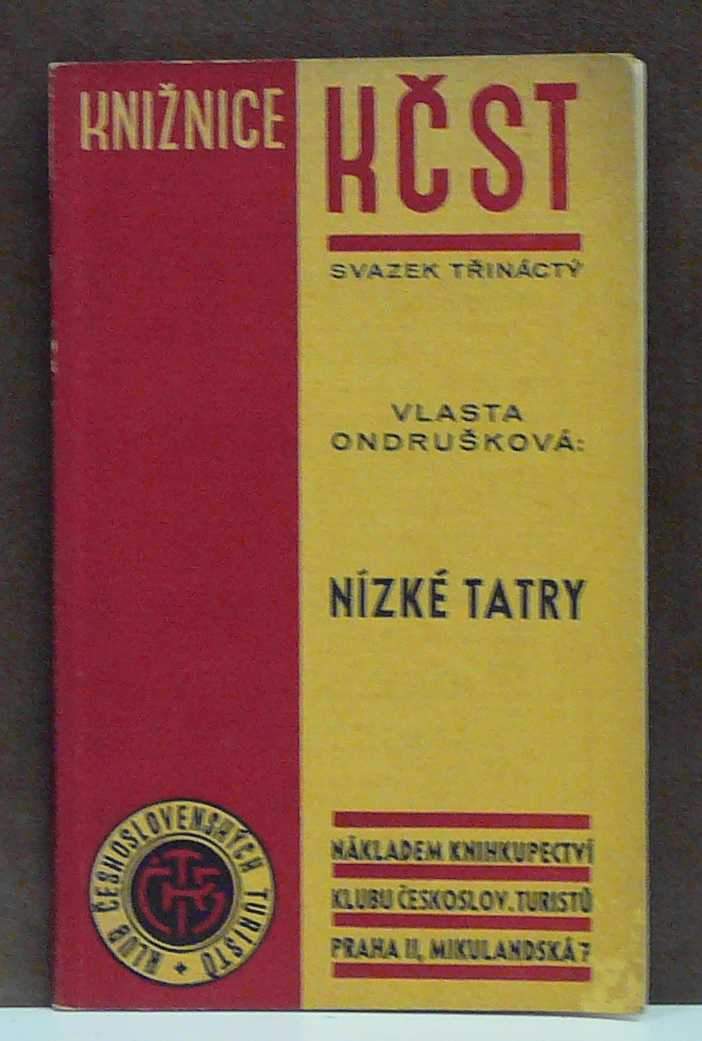 KNIŽNICE
KČST
SVAZEK TŘINÁCTÝ
VLASTA
ONDRUŠKOVÁ:
NÍZKÉ TATRY
NÁKLADEM KNIHKUPECTVÍ
KLUBU ČESKOSLOV. TURISTŮ
PRAHA II, MIKULANDSKÁ 7
KLUB ČESKOSLOVENSKÝCH TURISTŮ
KČST